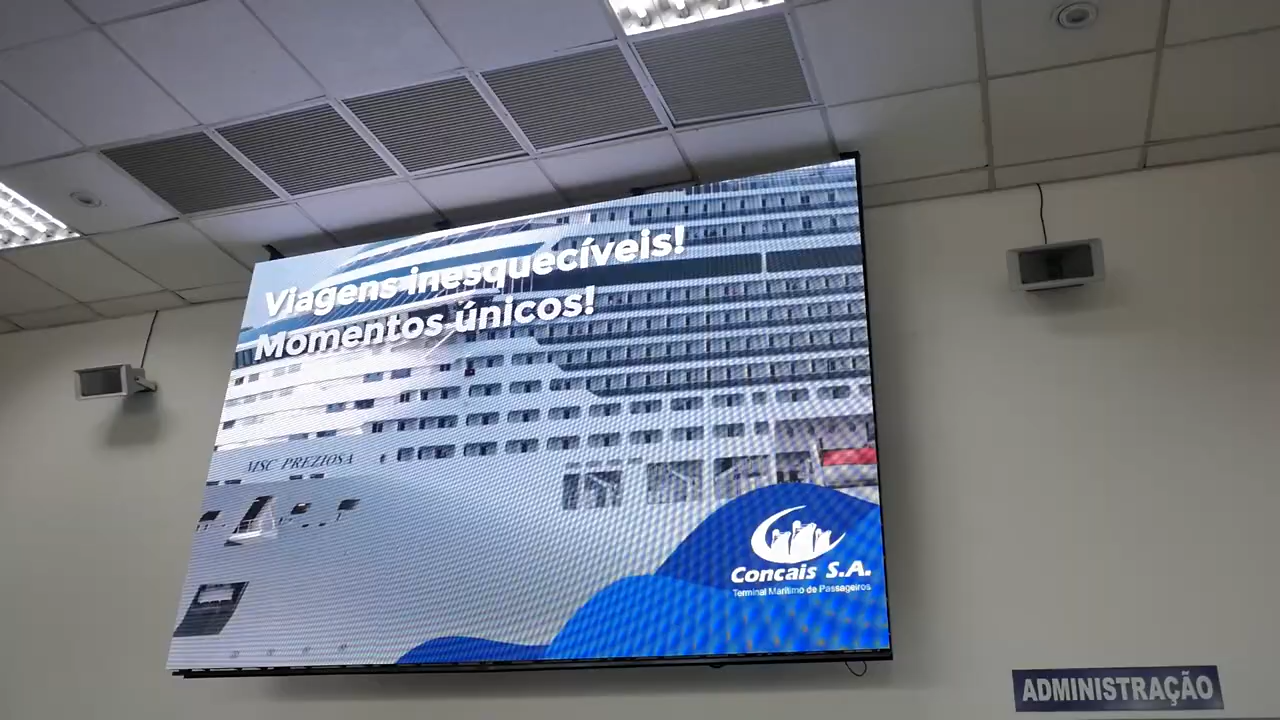 Viagens inesquecíveis!
Momentos únicos!
MSC PREZIOSA
Concais S.A.
Terminal Marítimo de Passageiros
ADMINISTRAÇÃO